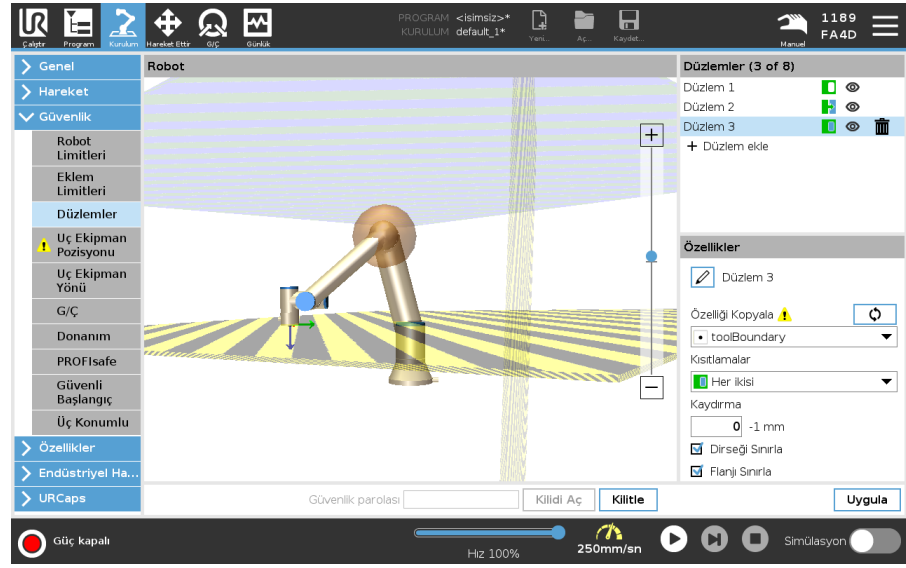 UR
PROGRAM <isimsiz>*
KURULUM default_1*
Çalıştır
Program
Kurulum
Hareket Ettir
G/Ç
Günlük
Yeni...
Aç...
Kaydet...
Manuel
1189
FA4D
Genel
Hareket
Güvenlik
Robot
Limitleri
Eklem
Limitleri
Düzlemler
Uç Ekipman
Pozisyonu
Uç Ekipman
Yönü
G/Ç
Donanım
PROFIsafe
Güvenli
Başlangıç
Üç Konumlu
Özellikler
Endüstriyel Ha...
URCaps
Robot
Düzlemler (3 of 8)
Düzlem 1
Düzlem 2
Düzlem 3
+ Düzlem ekle
Özellikler
Düzlem 3
Özelliği Kopyala
toolBoundary
Kısıtlamalar
Her ikisi
Kaydırma
0 -1 mm
Dirseği Sınırla
Flanjı Sınırla
Güvenlik parolası
Kilidi Aç
Kilitle
Uygula
Güç kapalı
Hız 100%
250mm/sn
Simülasyon